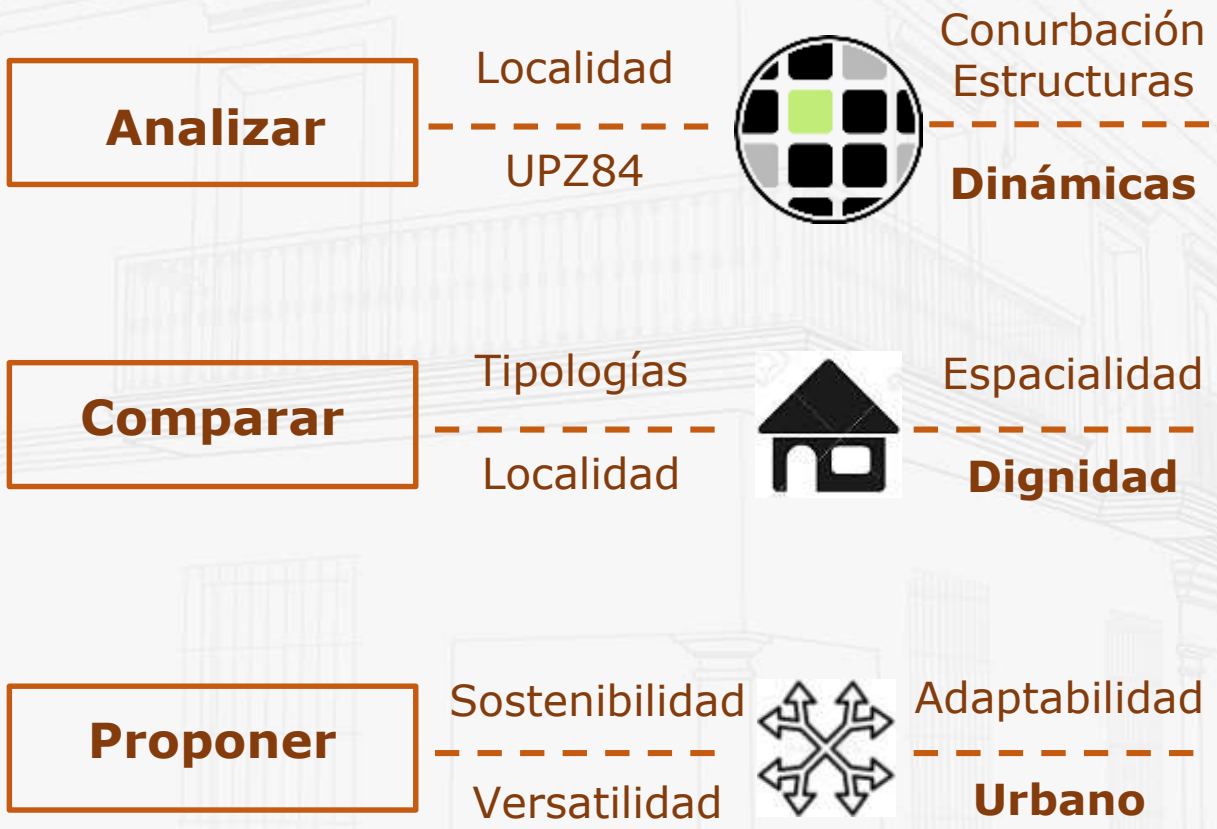 Analizar
Localidad
UPZ84
Conurbación
Estructuras
Dinámicas
Comparar
Tipologías
Localidad
Espacialidad
Dignidad
Proponer
Sostenibilidad
Versatilidad
Adaptabilidad
Urbano